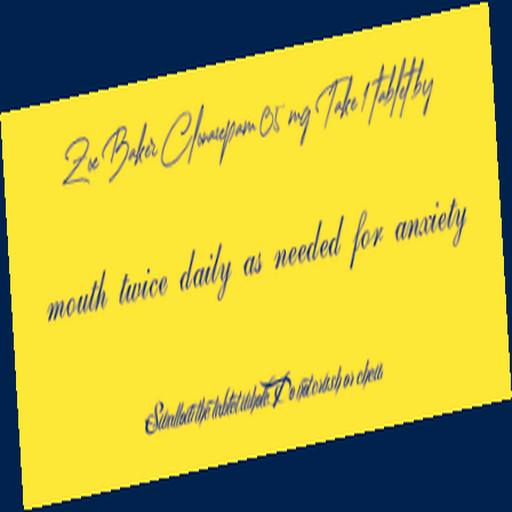 Zoe Baker Clonazepam 0.5 mg Take 1 tablet by
mouth twice daily as needed for anxiety
Swallow the tablet whole. Do not crush or chew.